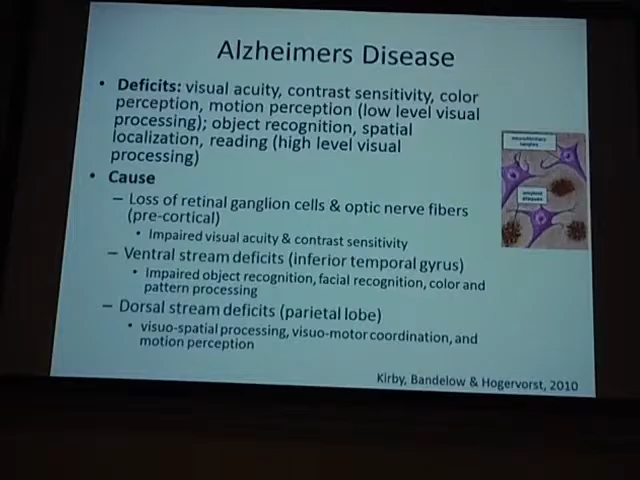 Alzheimers Disease
• Deficits: visual acuity, contrast sensitivity, color
perception, motion perception (low level visual
processing); object recognition, spatial
localization, reading (high level visual
processing)
• Cause
– Loss of retinal ganglion cells & optic nerve fibers
(pre-cortical)
• Impaired visual acuity & contrast sensitivity
– Ventral stream deficits (inferior temporal gyrus)
• Impaired object recognition, facial recognition, color and
pattern processing
– Dorsal stream deficits (parietal lobe)
• visuo-spatial processing, visuo-motor coordination, and
motion perception
Kirby, Bandelow & Hogervorst, 2010